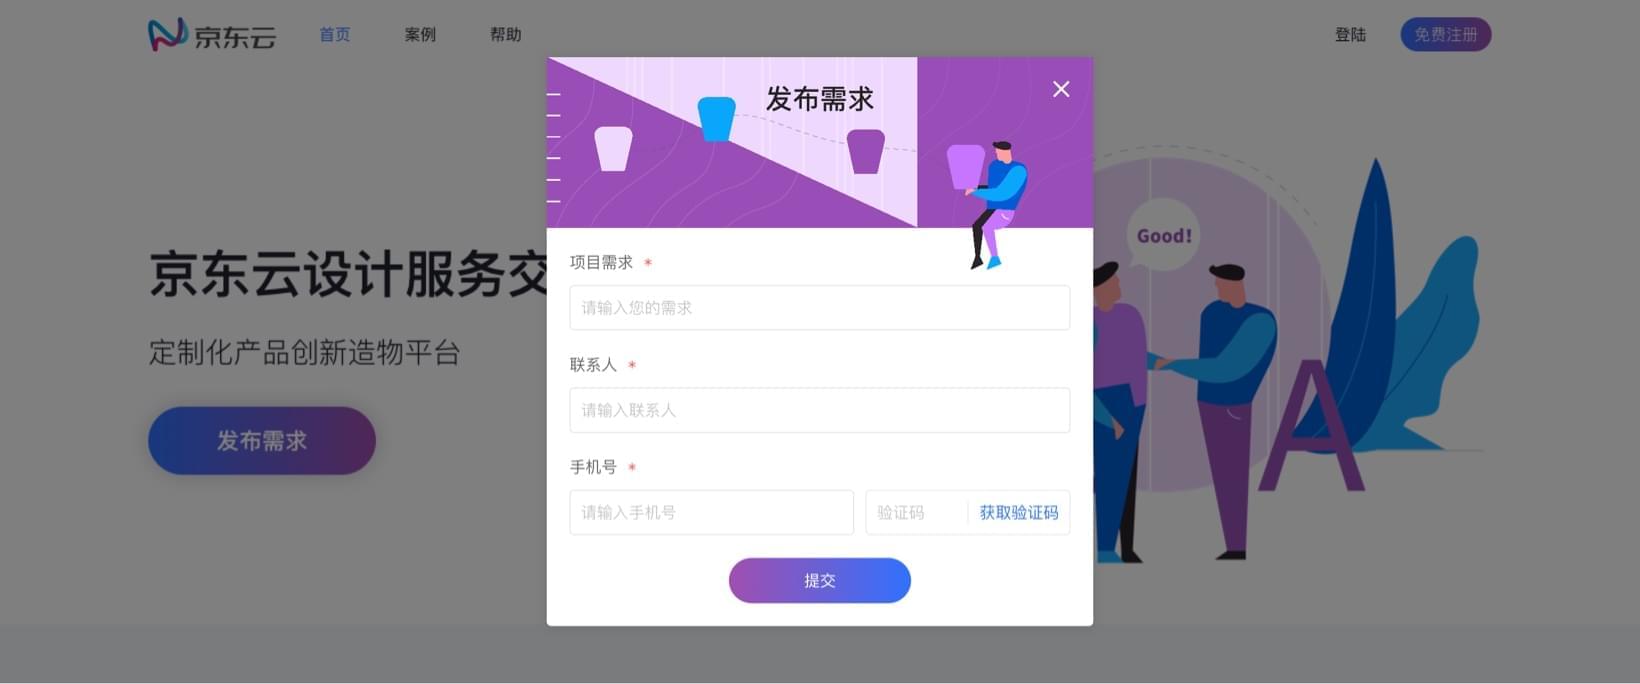 京东云 首页 案例 帮助 登陆 免费注册
发布需求
Good!
京东云设计服务交
定制化产品创新造物平台
发布需求
项目需求 *
请输入您的需求
联系人 *
请输入联系人
手机号 *
请输入手机号 验证码 获取验证码
提交
A